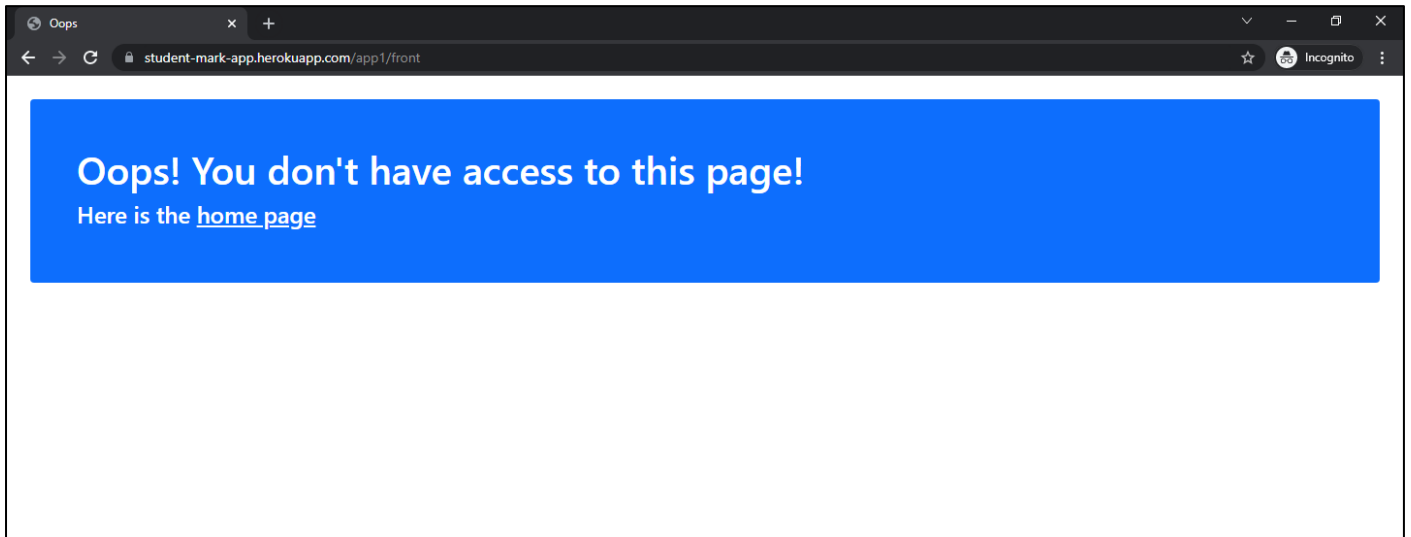 Oops
student-mark-app.herokuapp.com/app1/front
Incognito
Oops! You don't have access to this page!
Here is the home page